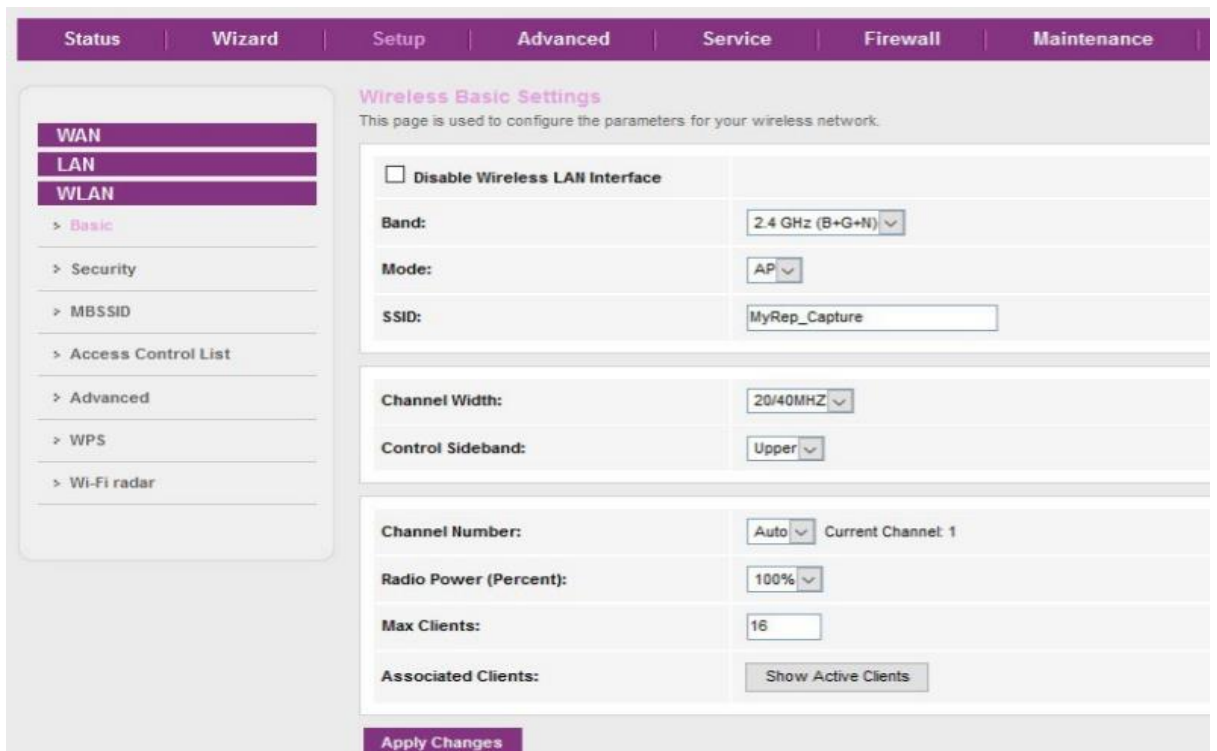 Status Wizard Setup Advanced Service Firewall Maintenance
WAN
LAN
WLAN
Basic
Security
MBSSID
Access Control List
Advanced
WPS
Wi-Fi radar
Wireless Basic Settings
This page is used to configure the parameters for your wireless network.
Disable Wireless LAN Interface
Band: 2.4 GHz (B+G+N)
Mode: AP
SSID: MyRep_Capture
Channel Width: 20/40MHZ
Control Sideband: Upper
Channel Number: Auto Current Channel: 1
Radio Power (Percent): 100%
Max Clients: 16
Associated Clients: Show Active Clients
Apply Changes